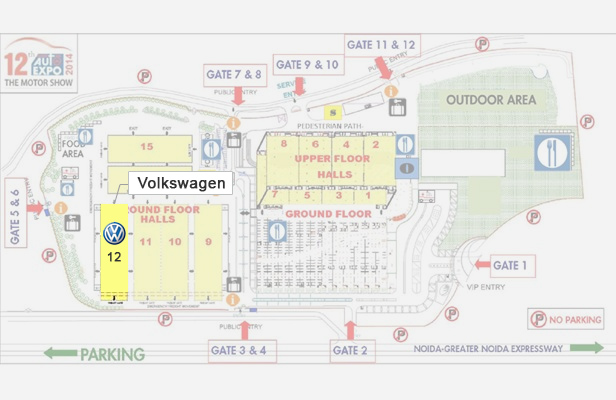 12th AUTO EXPO 2014
THE MOTOR SHOW
GATE 11 & 12
GATE 9 & 10
GATE 7 & 8
PUBLIC ENTRY
PUBLIC ENTRY
SERVICE
ENTRY
PEDESTERIAN PATH
OUTDOOR AREA
FOOD
AREA
15
8 6 4 2
UPPER FLOOR
HALLS
7 5 3 1
GROUND FLOOR
Volkswagen
GROUND FLOOR
HALLS
12
11 10 9
GATE 5 & 6
GATE 1
VIP ENTRY
NO PARKING
PUBLIC ENTRY
GATE 3 & 4
GATE 2
PARKING
NOIDA-GREATER NOIDA EXPRESSWAY